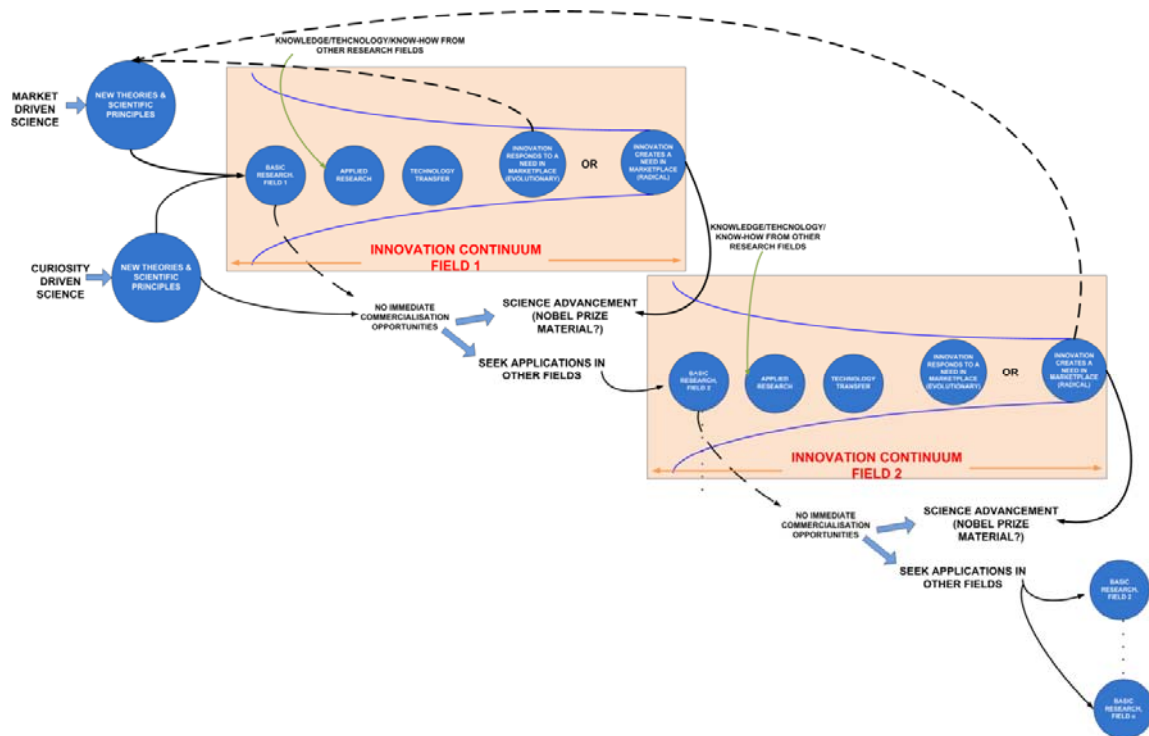 KNOWLEDGE/TEHCNOLOGY/KNOW-HOW FROM
OTHER RESEARCH FIELDS
MARKET
DRIVEN
SCIENCE
NEW THEORIES &
SCIENTIFIC
PRINCIPLES
BASIC
RESEARCH,
FIELD 1
APPLIED
RESEARCH
TECHNOLOGY
TRANSFER
INNOVATION
RESPONDS TO A
NEED IN
MARKETPLACE
(EVOLUTIONARY)
OR
INNOVATION
CREATES A
NEED IN
MARKETPLACE
(RADICAL)
INNOVATION CONTINUUM
FIELD 1
CURIOSITY
DRIVEN
SCIENCE
NEW THEORIES &
SCIENTIFIC
PRINCIPLES
KNOWLEDGE/TEHCNOLOGY/
KNOW-HOW FROM OTHER
RESEARCH FIELDS
NO IMMEDIATE
COMMERCIALISATION
OPPORTUNITIES
SCIENCE ADVANCEMENT
(NOBEL PRIZE
MATERIAL?)
SEEK APPLICATIONS IN
OTHER FIELDS
BASIC
RESEARCH,
FIELD 2
APPLIED
RESEARCH
TECHNOLOGY
TRANSFER
INNOVATION
RESPONDS TO A
NEED IN
MARKETPLACE
(EVOLUTIONARY)
OR
INNOVATION
CREATES A
NEED IN
MARKETPLACE
(RADICAL)
INNOVATION CONTINUUM
FIELD 2
NO IMMEDIATE
COMMERCIALISATION
OPPORTUNITIES
SCIENCE ADVANCEMENT
(NOBEL PRIZE
MATERIAL?)
SEEK APPLICATIONS IN
OTHER FIELDS
BASIC
RESEARCH,
FIELD 2
BASIC
RESEARCH,
FIELD n